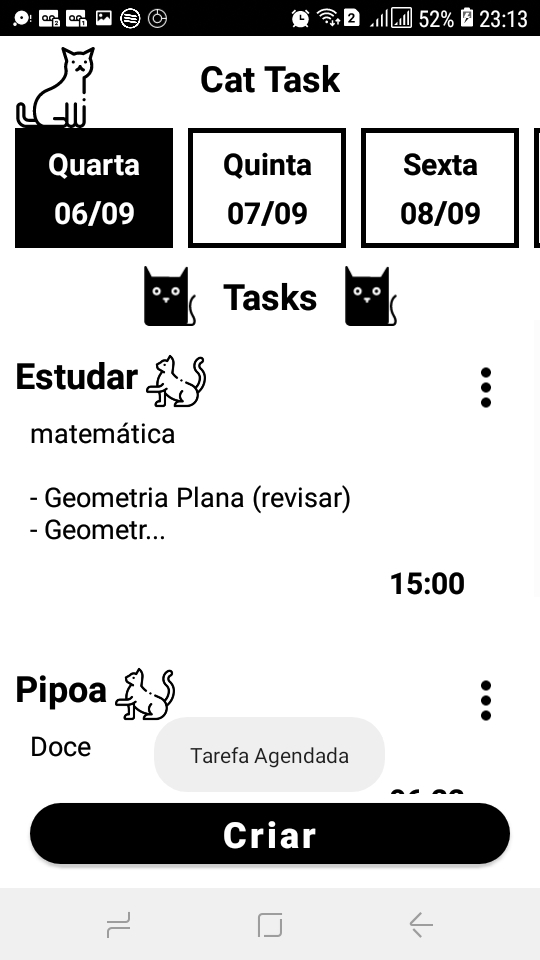 2 52% 23:13
Cat Task
Quarta Quinta Sexta
06/09 07/09 08/09
Tasks
Estudar
matemática
- Geometria Plana (revisar)
- Geometr...
15:00
Pipoa
Doce
Tarefa Agendada
Criar